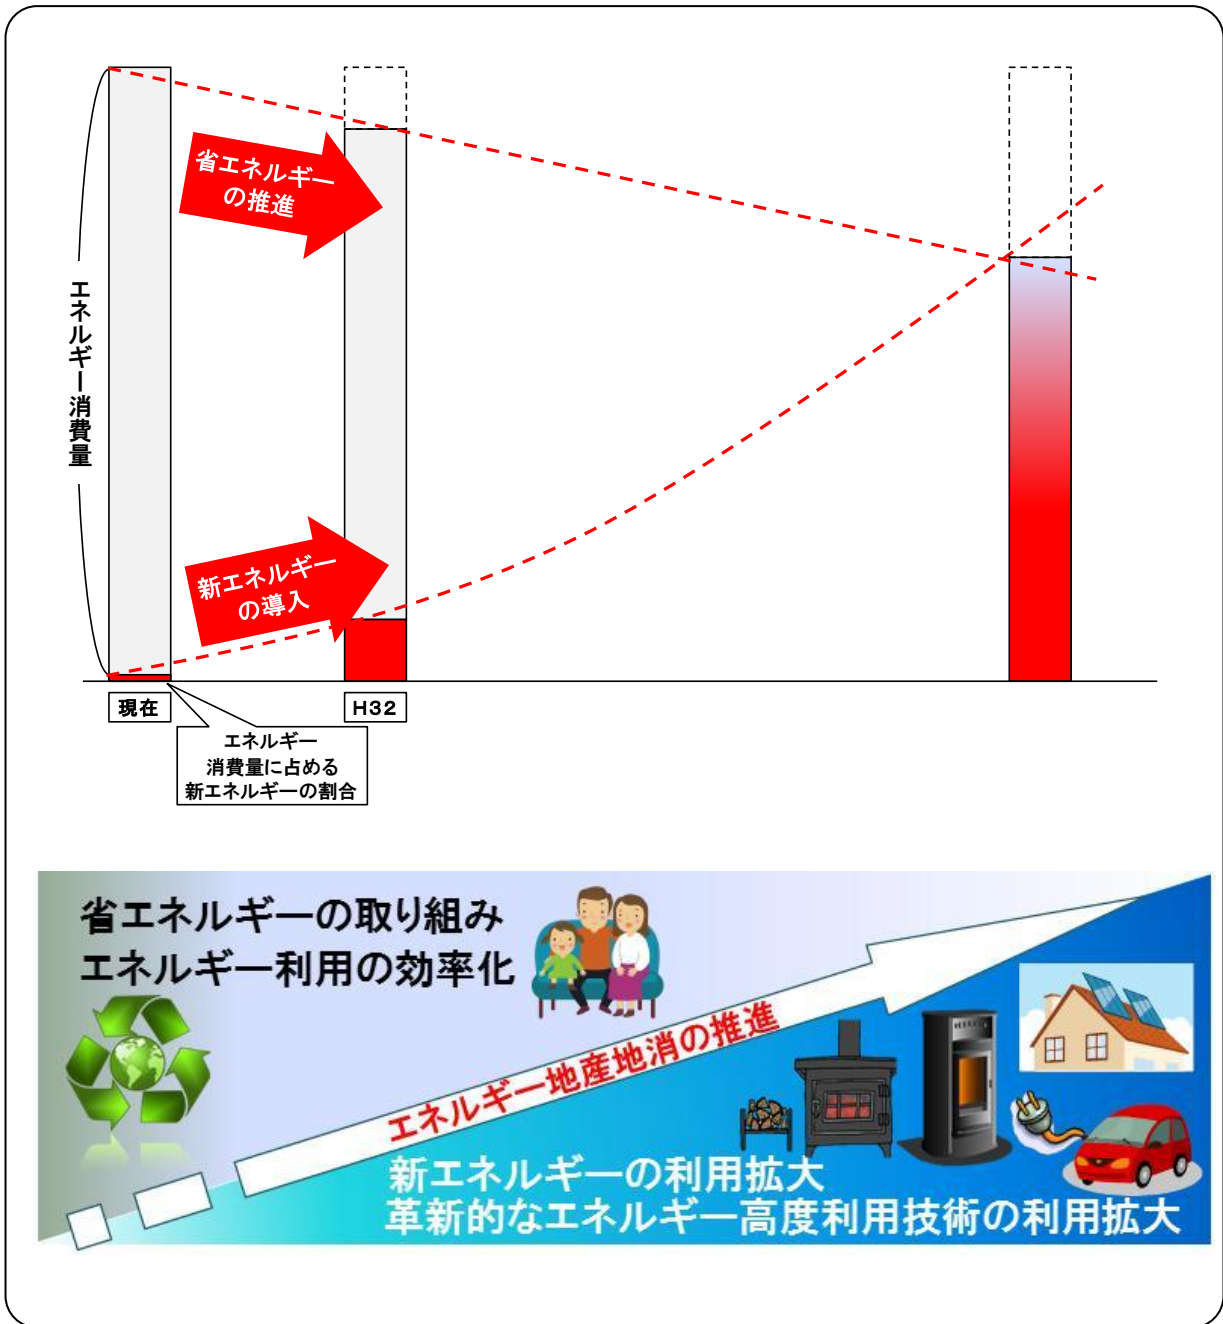 省エネルギー
の推進
エネルギー消費量
新エネルギー
の導入
現在
H32
エネルギー
消費量に占める
新エネルギーの割合
省エネルギーの取り組み
エネルギー利用の効率化
エネルギー地産地消の推進
新エネルギーの利用拡大
革新的なエネルギー高度利用技術の利用拡大